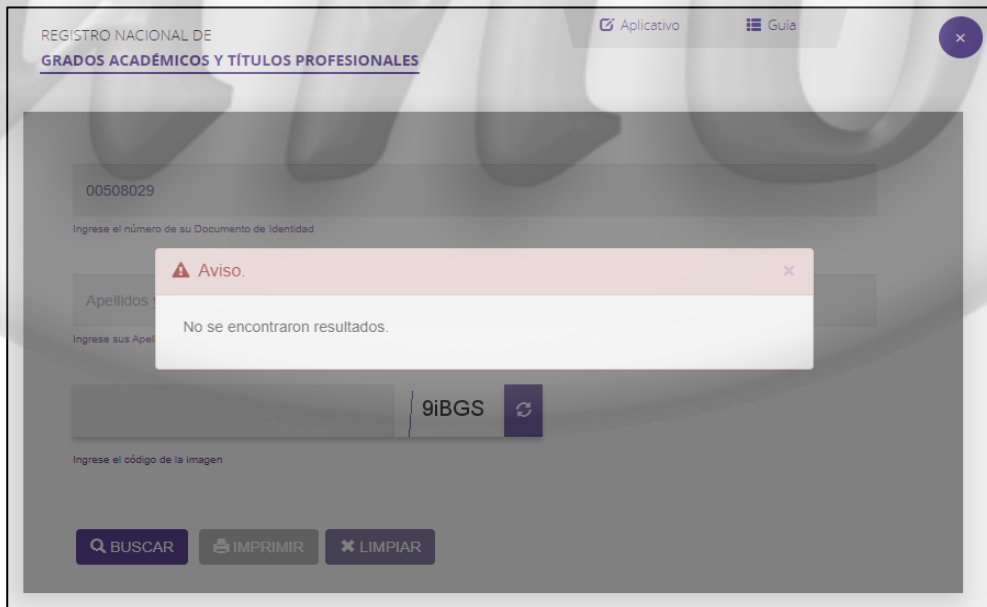 REGISTRO NACIONAL DE
GRADOS ACADÉMICOS Y TÍTULOS PROFESIONALES
Aplicativo
Guia
×
00508029
Ingrese el número de su Documento de Identidad
Aviso.
×
Apellidos
No se encontraron resultados.
Ingrese sus Apel
9iBGS
Ingrese el código de la imagen
BUSCAR
IMPRIMIR
LIMPIAR